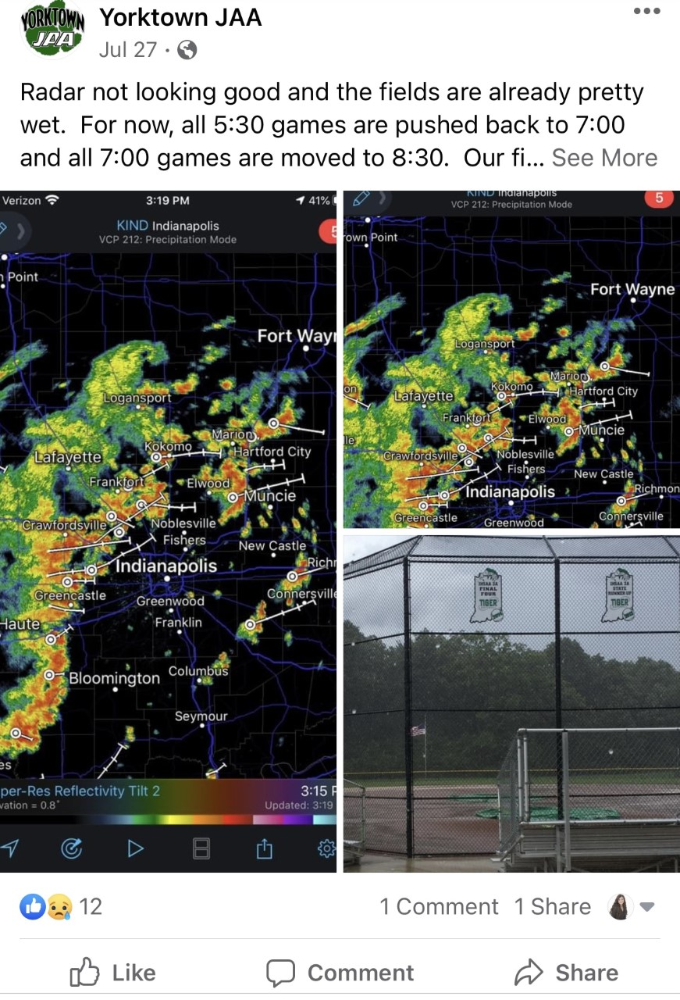 YORKTOWN
JAA
Yorktown JAA
Jul 27 ·
Radar not looking good and the fields are already pretty
wet. For now, all 5:30 games are pushed back to 7:00
and all 7:00 games are moved to 8:30. Our fi... See More
Verizon 3:19 PM 41%
KIND Indianapolis
VCP 212: Precipitation Mode
5
n Point
Fort Wayn
Logansport
Marion
Kokomo
Hartford City
Lafayette
Frankfort
Elwood
Muncie
Crawfordsville
Noblesville
Fishers
New Castle
Indianapolis
Richm
Greencastle
Connersville
Greenwood
Haute
Franklin
Bloomington
Columbus
Seymour
es
per-Res Reflectivity Tilt 2 3:15 P
vation = 0.8° Updated: 3:19
KIND Indianapolis
VCP 212: Precipitation Mode
5
rown Point
Fort Wayne
Logansport
Marion
on
Kokomo
Hartford City
Lafayette
Frankfort
Elwood
Muncie
lle
Crawfordsville
Noblesville
Fishers
New Castle
Indianapolis
Richmon
Greencastle
Greenwood
Connersville
IHSAA 3A
FINAL
FOUR
TIGER
IHSAA 3A
STATE
RUNNER UP
TIGER
12 1 Comment 1 Share
Like Comment Share